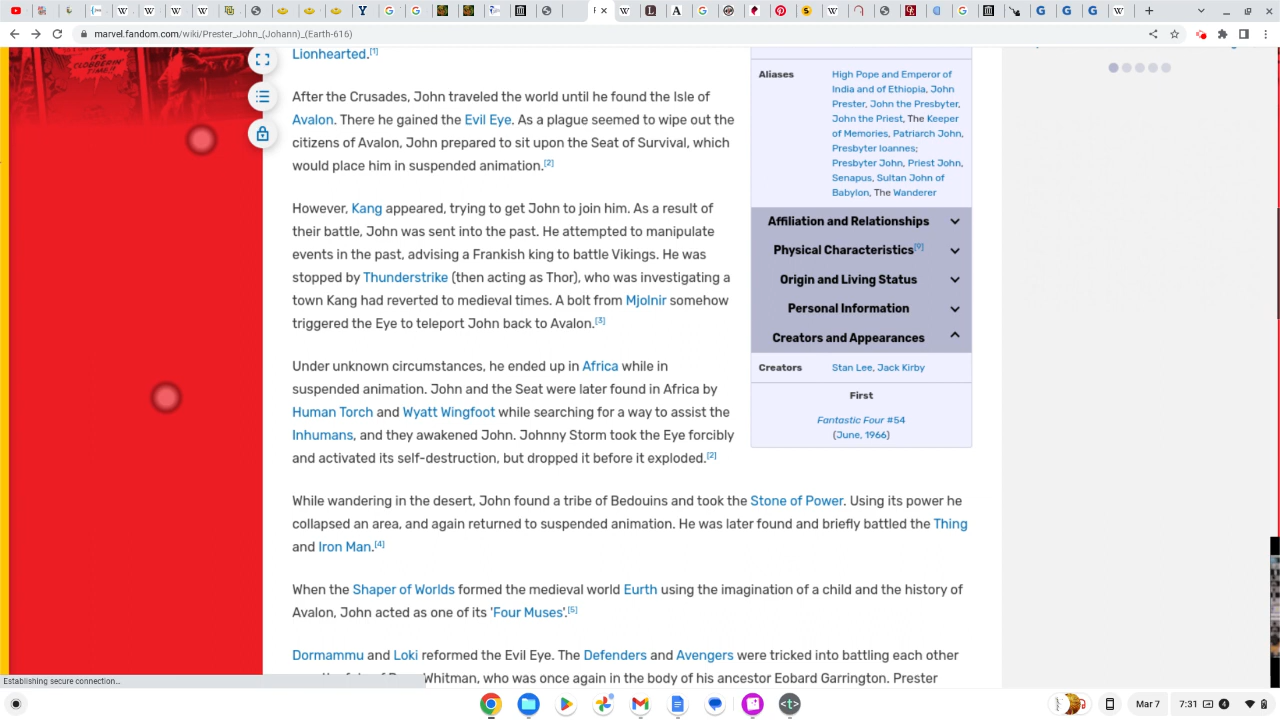 marvel.fandom.com/wiki/Prester_John_(Johann)_(Earth-616)
IT'S
CLOBBERIN'
TIME!!
Lionhearted.[1]
After the Crusades, John traveled the world until he found the Isle of
Avalon. There he gained the Evil Eye. As a plague seemed to wipe out the
citizens of Avalon, John prepared to sit upon the Seat of Survival, which
would place him in suspended animation.[2]
However, Kang appeared, trying to get John to join him. As a result of
their battle, John was sent into the past. He attempted to manipulate
events in the past, advising a Frankish king to battle Vikings. He was
stopped by Thunderstrike (then acting as Thor), who was investigating a
town Kang had reverted to medieval times. A bolt from Mjolnir somehow
triggered the Eye to teleport John back to Avalon.[3]
Under unknown circumstances, he ended up in Africa while in
suspended animation. John and the Seat were later found in Africa by
Human Torch and Wyatt Wingfoot while searching for a way to assist the
Inhumans, and they awakened John. Johnny Storm took the Eye forcibly
and activated its self-destruction, but dropped it before it exploded.[2]
While wandering in the desert, John found a tribe of Bedouins and took the Stone of Power. Using its power he
collapsed an area, and again returned to suspended animation. He was later found and briefly battled the Thing
and Iron Man.[4]
When the Shaper of Worlds formed the medieval world Eurth using the imagination of a child and the history of
Avalon, John acted as one of its 'Four Muses'.[5]
Dormammu and Loki reformed the Evil Eye. The Defenders and Avengers were tricked into battling each other
Whitman, who was once again in the body of his ancestor Eobard Garrington. Prester
Aliases
High Pope and Emperor of
India and of Ethiopia, John
Prester, John the Presbyter,
John the Priest, The Keeper
of Memories, Patriarch John,
Presbyter Ioannes;
Presbyter John, Priest John,
Senapus, Sultan John of
Babylon, The Wanderer
Affiliation and Relationships
Physical Characteristics[9]
Origin and Living Status
Personal Information
Creators and Appearances
Creators
Stan Lee, Jack Kirby
First
Fantastic Four #54
(June, 1966)
Establishing secure connection...
Mar 7
7:31
4